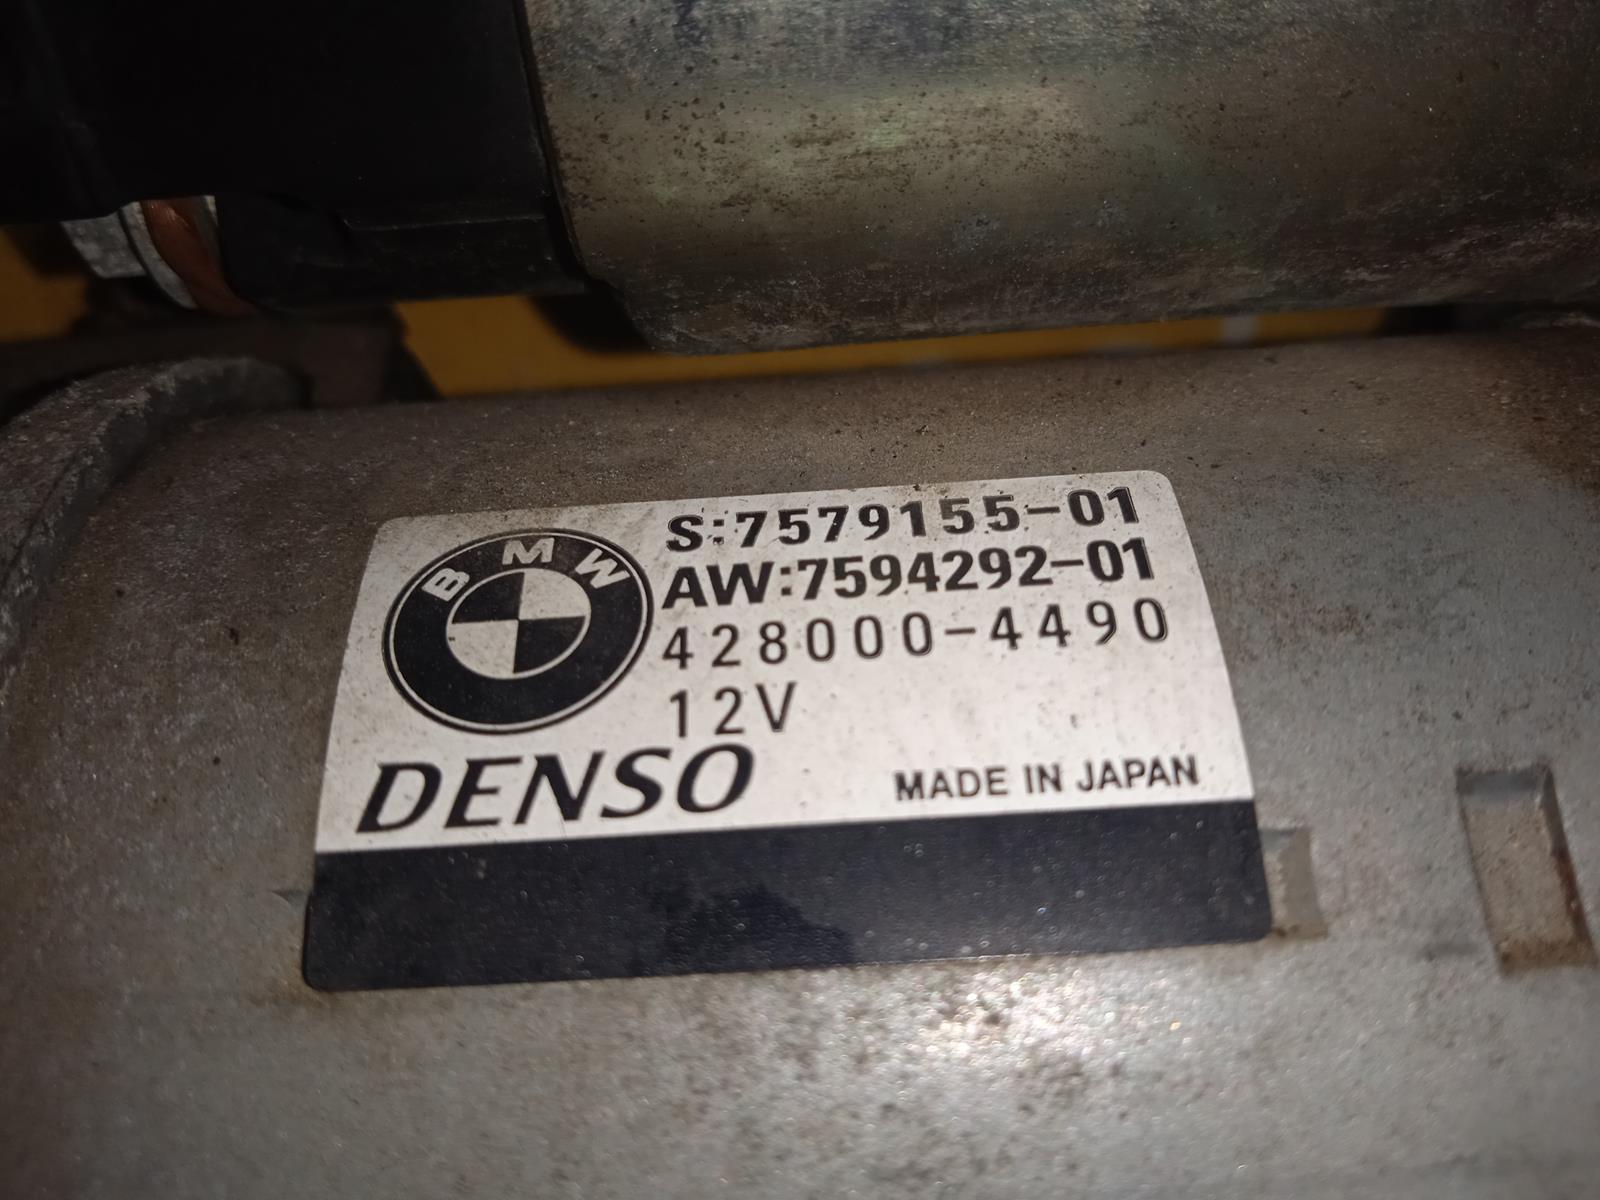 BMW
S:7579155-01
AW:7594292-01
428000-4490
12V
DENSO
MADE IN JAPAN